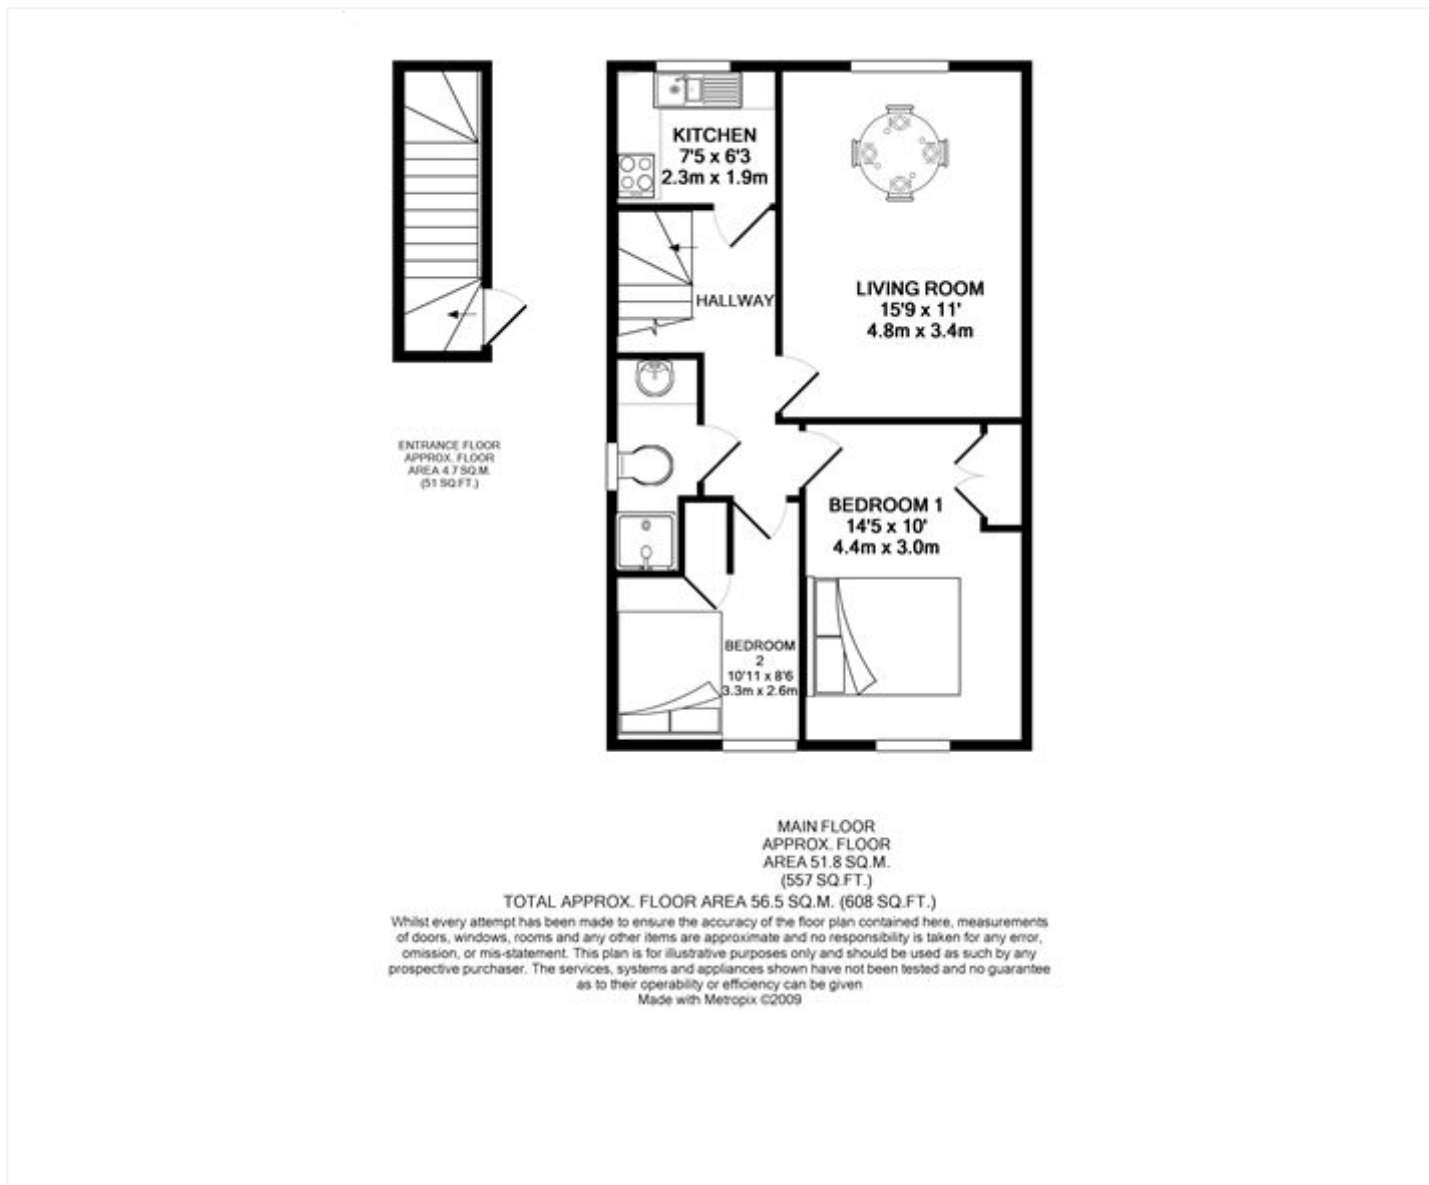 KITCHEN
7'5 x 6'3
2.3m x 1.9m
LIVING ROOM
15'9 x 11'
4.8m x 3.4m
HALLWAY
ENTRANCE FLOOR
APPROX. FLOOR
AREA 4.7 SQ.M.
(51 SQ.FT.)
BEDROOM 1
14'5 x 10'
4.4m x 3.0m
BEDROOM
2
10'11 x 8'6
3.3m x 2.6m
MAIN FLOOR
APPROX. FLOOR
AREA 51.8 SQ.M.
(557 SQ.FT.)
TOTAL APPROX. FLOOR AREA 56.5 SQ.M. (608 SQ.FT.)
Whilst every attempt has been made to ensure the accuracy of the floor plan contained here, measurements
of doors, windows, rooms and any other items are approximate and no responsibility is taken for any error,
omission, or mis-statement. This plan is for illustrative purposes only and should be used as such by any
prospective purchaser. The services, systems and appliances shown have not been tested and no guarantee
as to their operability or efficiency can be given
Made with Metropix ©2009